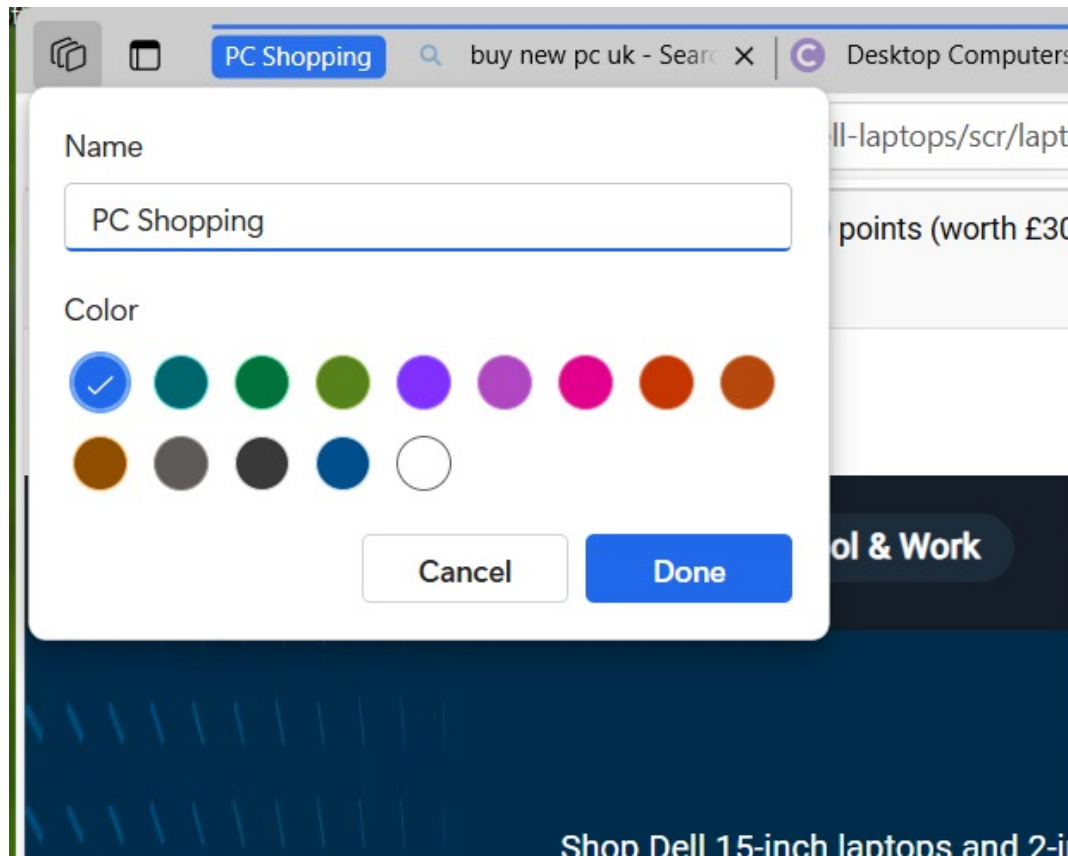 PC Shopping
buy new pc uk - Sear
C Desktop Computers
Name
ll-laptops/scr/lapt
PC Shopping
points (worth £30
Color
Cancel
Done
ol & Work
Shop Dell 15-inch laptops and 2-i